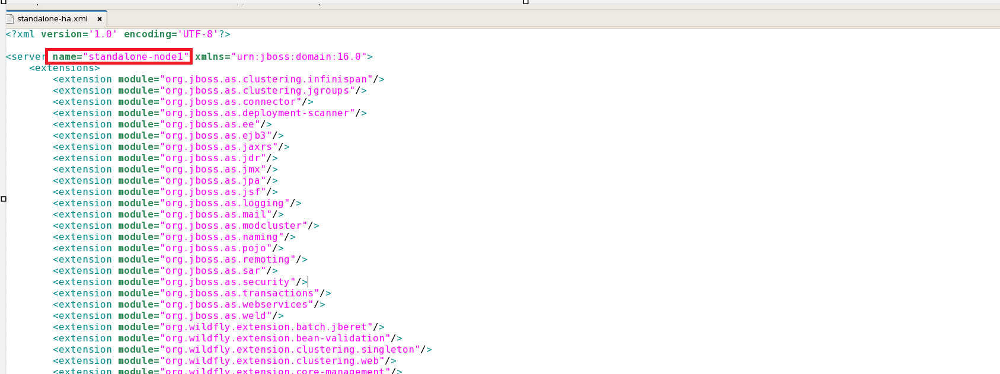 standalone-ha.xml ×
<?xml version='1.0' encoding='UTF-8'?>
<server name="standalone-node1" xmlns="urn:jboss:domain:16.0">
<extensions>
<extension module="org.jboss.as.clustering.infinispan"/>
<extension module="org.jboss.as.clustering.jgroups"/>
<extension module="org.jboss.as.connector"/>
<extension module="org.jboss.as.deployment-scanner"/>
<extension module="org.jboss.as.ee"/>
<extension module="org.jboss.as.ejb3"/>
<extension module="org.jboss.as.jaxrs"/>
<extension module="org.jboss.as.jdr"/>
<extension module="org.jboss.as.jmx"/>
<extension module="org.jboss.as.jpa"/>
<extension module="org.jboss.as.jsf"/>
<extension module="org.jboss.as.logging"/>
<extension module="org.jboss.as.mail"/>
<extension module="org.jboss.as.modcluster"/>
<extension module="org.jboss.as.naming"/>
<extension module="org.jboss.as.pojo"/>
<extension module="org.jboss.as.remoting"/>
<extension module="org.jboss.as.sar"/>
<extension module="org.jboss.as.security"/>
<extension module="org.jboss.as.transactions"/>
<extension module="org.jboss.as.webservices"/>
<extension module="org.jboss.as.weld"/>
<extension module="org.wildfly.extension.batch.jberet"/>
<extension module="org.wildfly.extension.bean-validation"/>
<extension module="org.wildfly.extension.clustering.singleton"/>
<extension module="org.wildfly.extension.clustering.web"/>
<extension module="org.wildfly.extension.core-management"/>